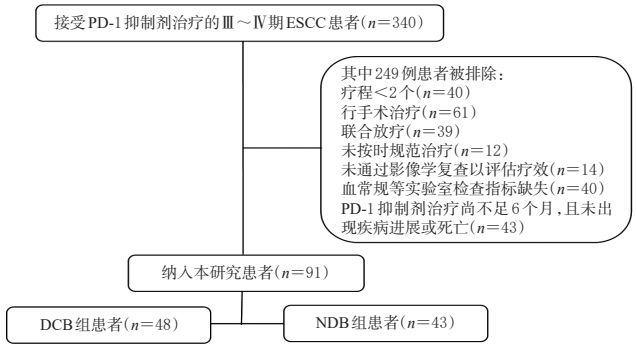 接受PD-1抑制剂治疗的Ⅲ～Ⅳ期ESCC患者(n=340)
其中249例患者被排除：
疗程<2个(n=40)
行手术治疗(n=61)
联合放疗(n=39)
未按时规范治疗(n=12)
未通过影像学复查以评估疗效(n=14)
血常规等实验室检查指标缺失(n=40)
PD-1抑制剂治疗尚不足6个月,且未出
现疾病进展或死亡(n=43)
纳入本研究患者(n=91)
DCB组患者(n=48)
NDB组患者(n=43)